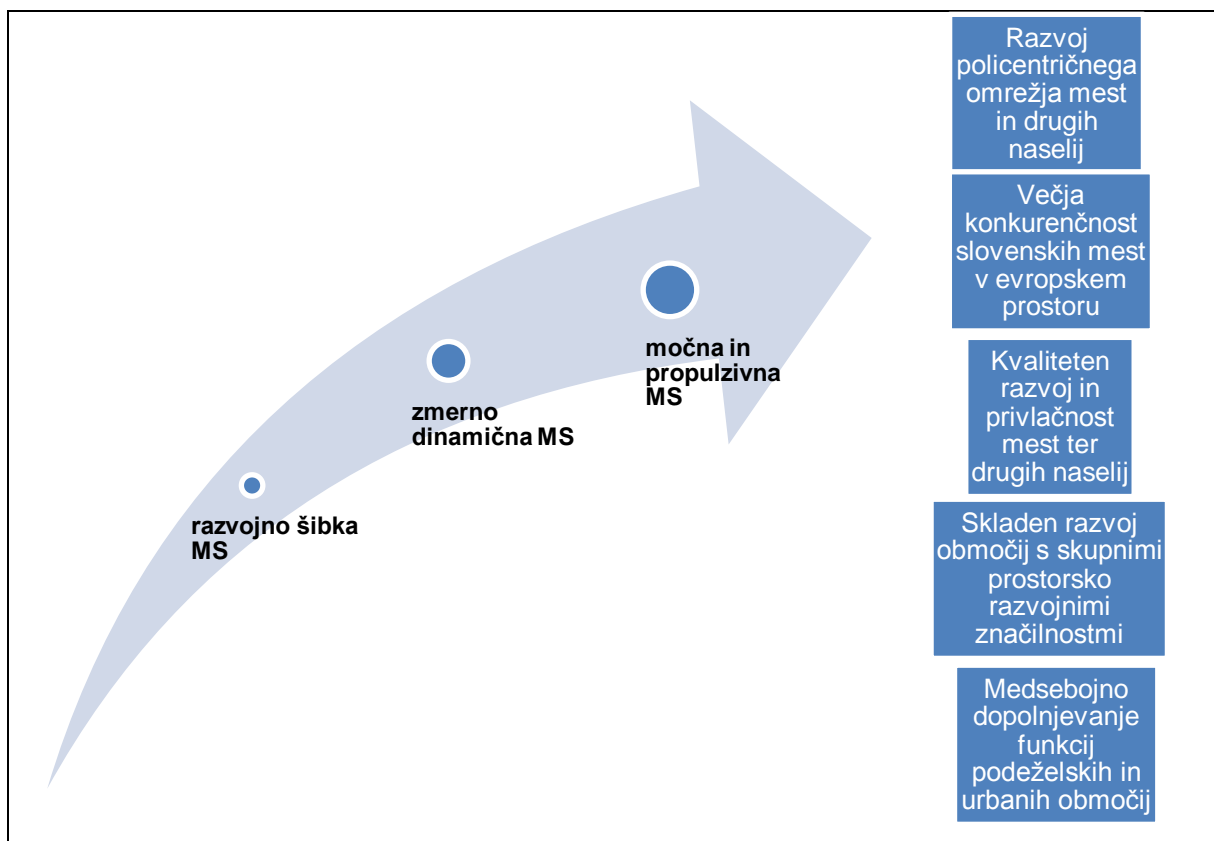 razvojno šibka
MS
zmerno
dinamična MS
močna in
propulzivna
MS
Razvoj
policentričnega
omrežja mest
in drugih
naselij
Večja
konkurenčnost
slovenskih mest
v evropskem
prostoru
Kvaliteten
razvoj in
privlačnost
mest ter
drugih naselij
Skladen razvoj
območij s skupnimi
prostorsko
razvojnimi
značilnostmi
Medsebojno
dopolnjevanje
funkcij
podeželskih in
urbanih območij